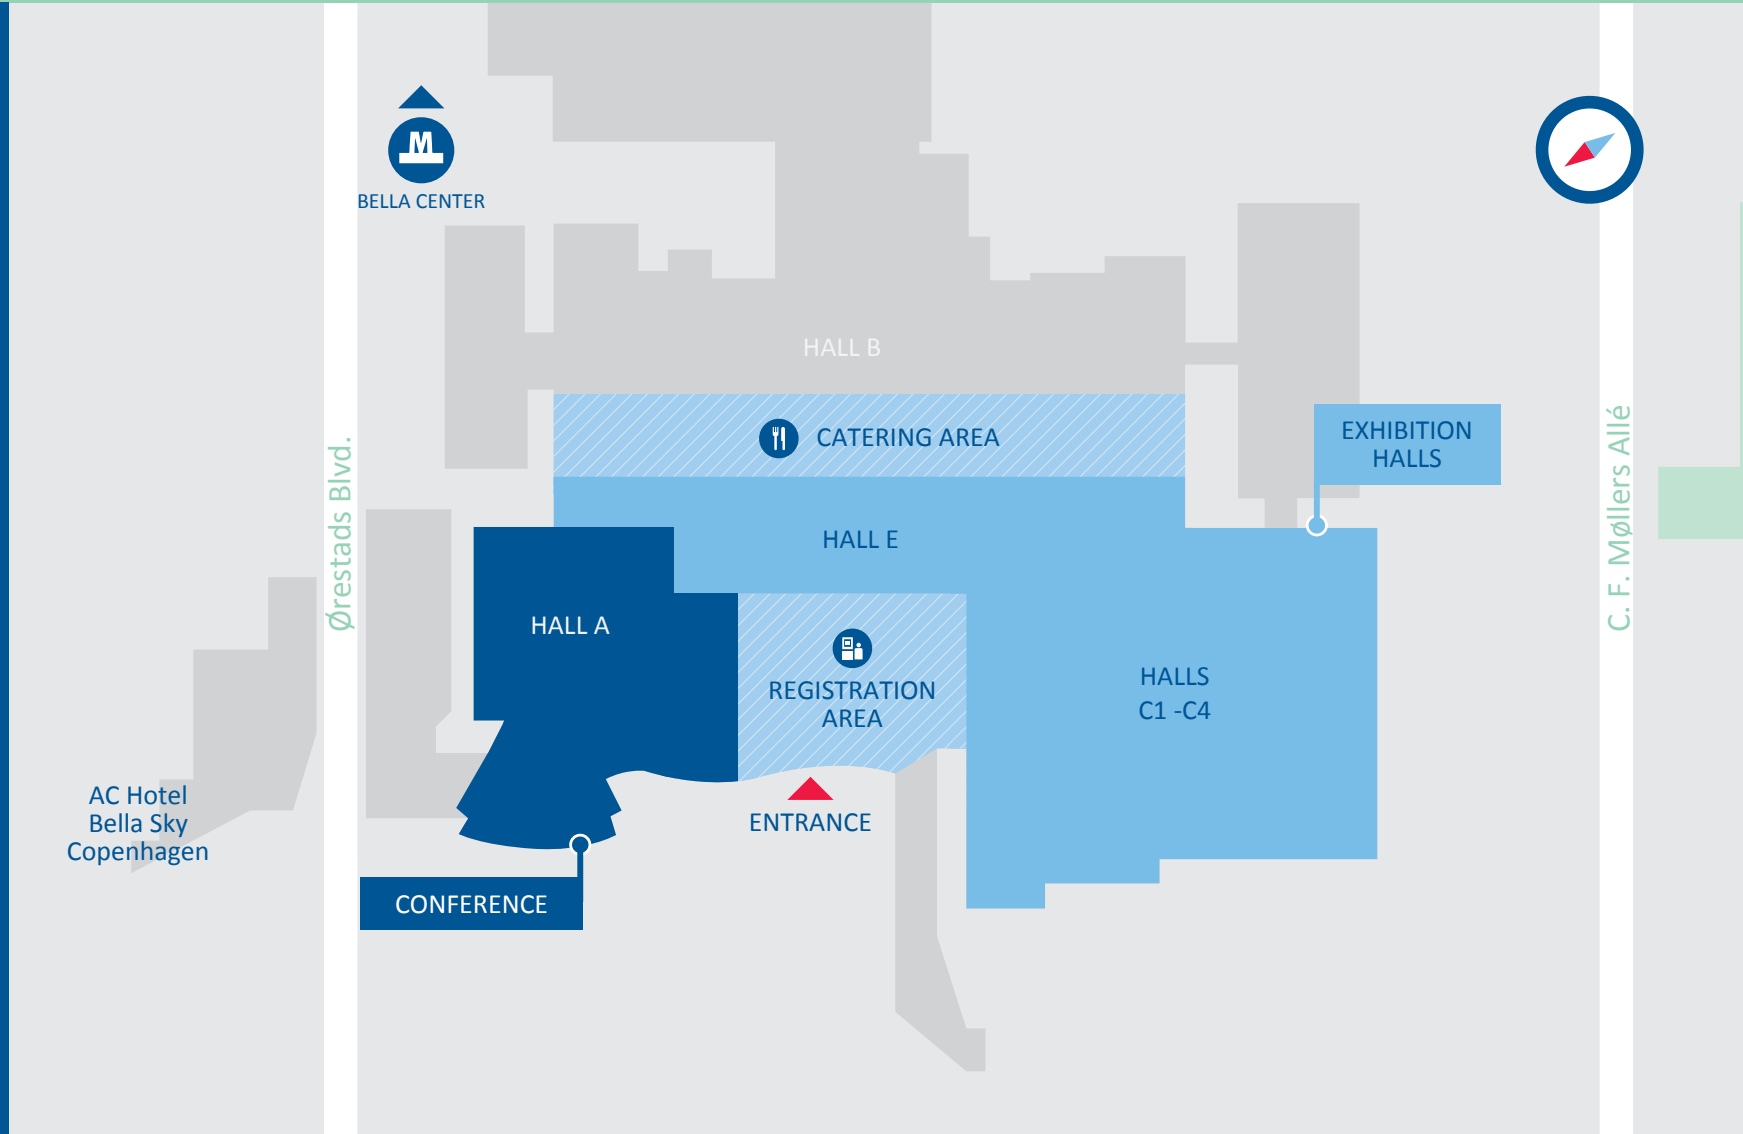 M
BELLA CENTER
HALL B
CATERING AREA
EXHIBITION
HALLS
Ørestads Blvd.
C. F. Møllers Allé
HALL E
HALL A
REGISTRATION
AREA
HALLS
C1 -C4
AC Hotel
Bella Sky
Copenhagen
ENTRANCE
CONFERENCE